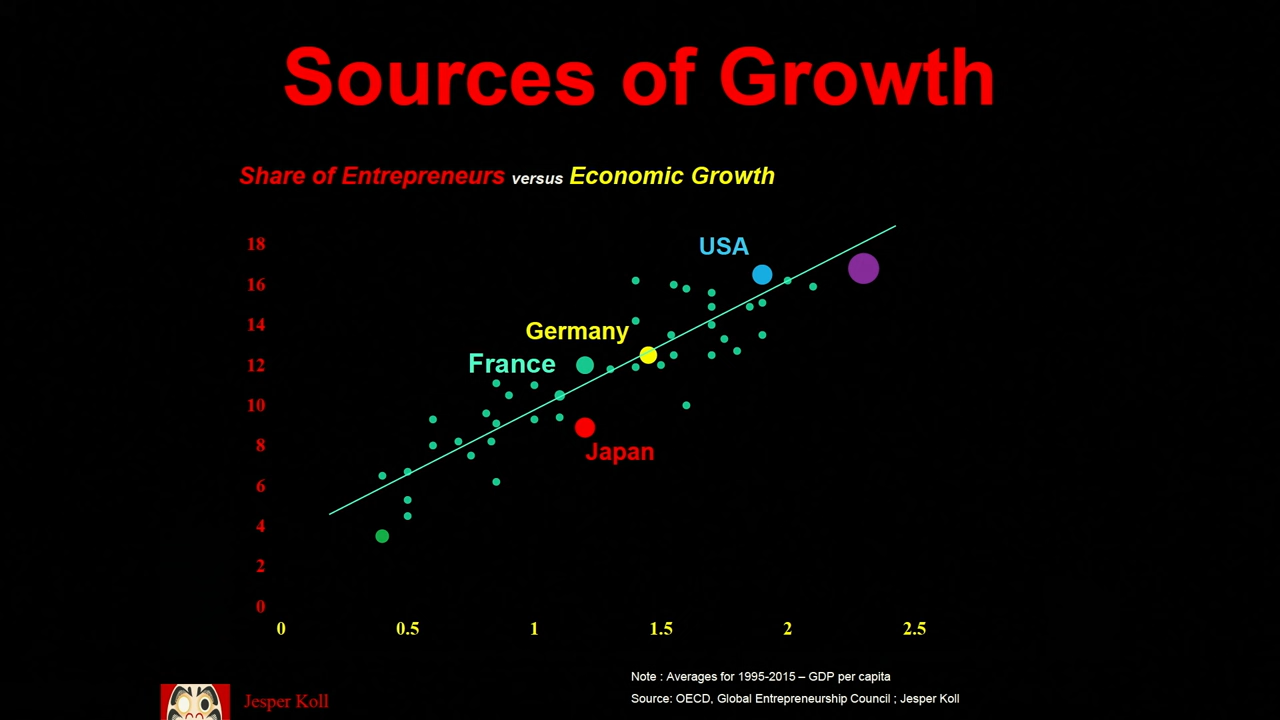 Sources of Growth
Share of Entrepreneurs versus Economic Growth
18
USA
16
14
Germany
12
France
10
8
Japan
6
4
2
0
0 0.5 1 1.5 2 2.5
Note : Averages for 1995-2015 – GDP per capita
Source: OECD, Global Entrepreneurship Council ; Jesper Koll
Jesper Koll